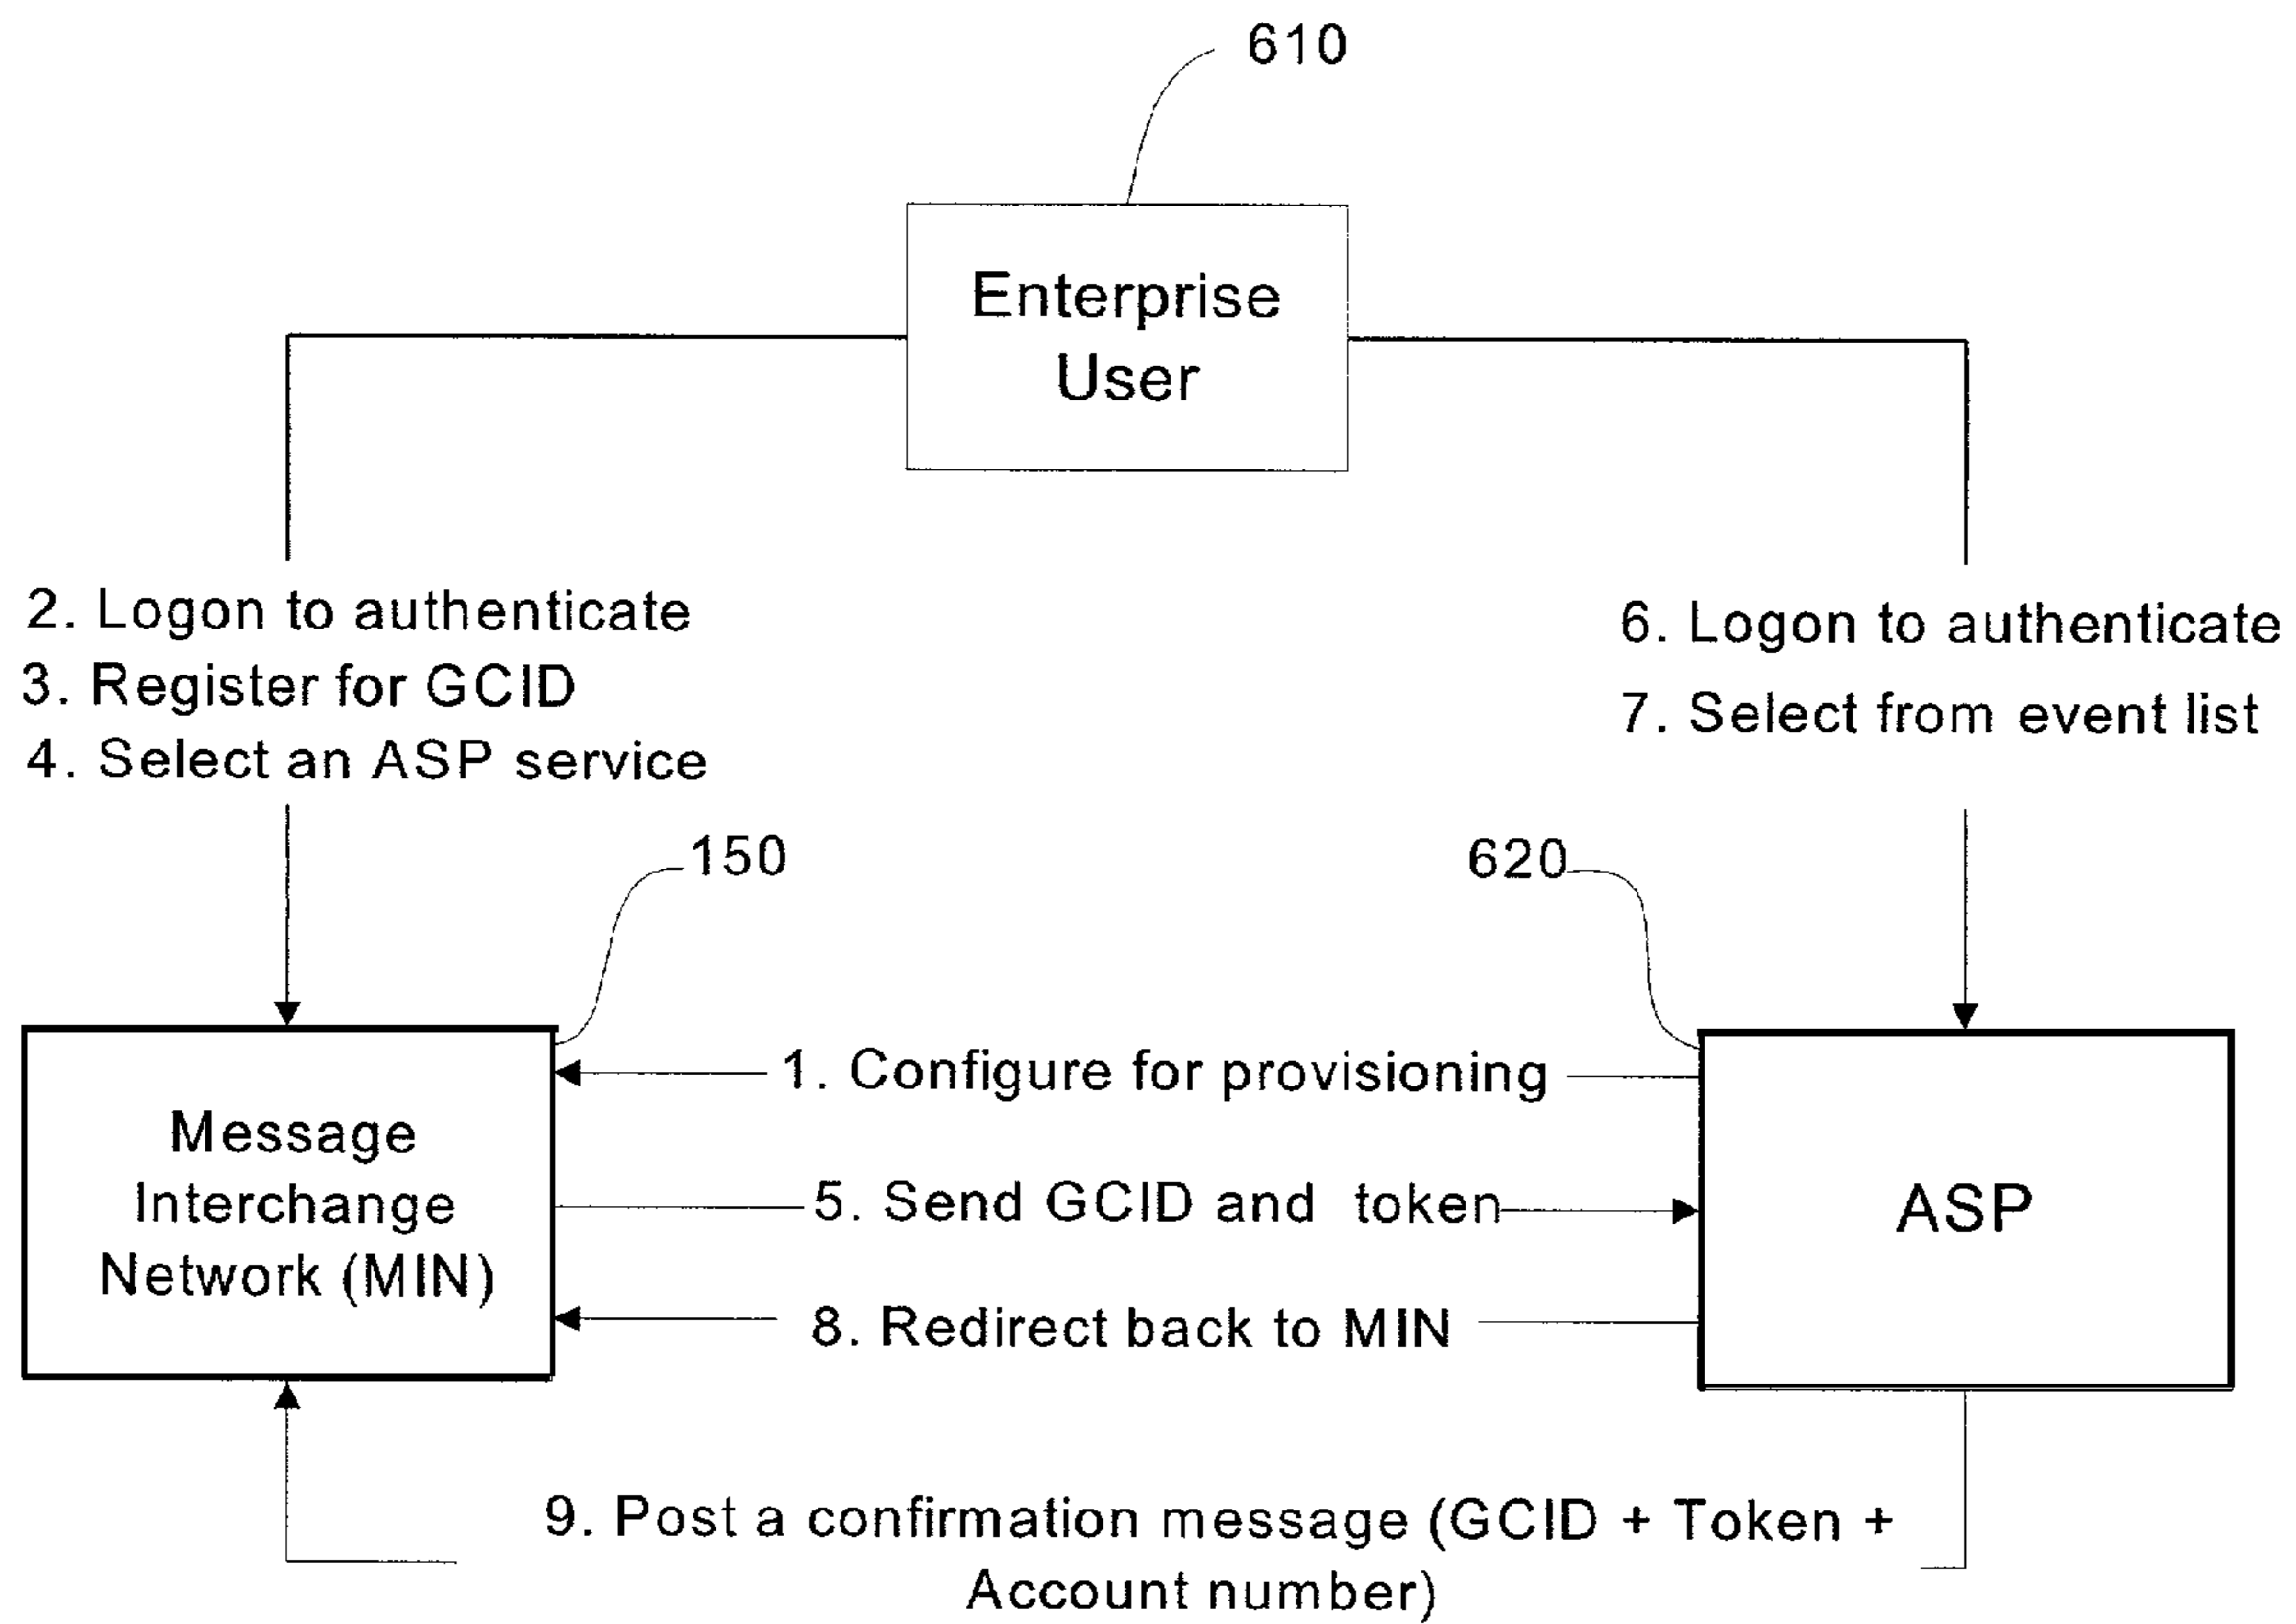 610
Enterprise
User
2. Logon to authenticate
3. Register for GCID
4. Select an ASP service
6. Logon to authenticate
7. Select from event list
150
620
Message
Interchange
Network (MIN)
1. Configure for provisioning
5. Send GCID and token
8. Redirect back to MIN
ASP
9. Post a confirmation message (GCID + Token +
Account number)